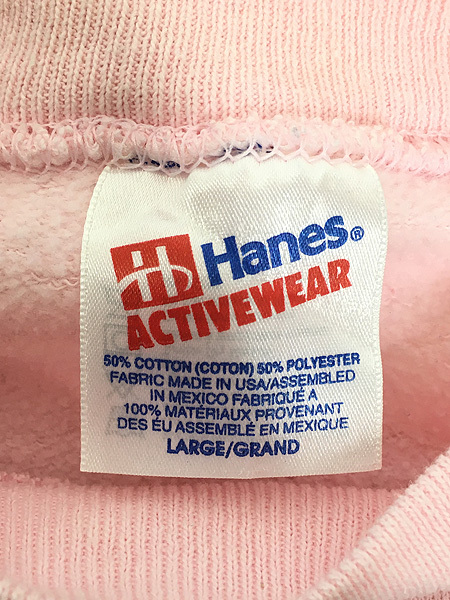 H Hanes®
ACTIVEWEAR
50% COTTON (COTON) 50% POLYESTER
FABRIC MADE IN USA/ASSEMBLED
IN MEXICO FABRIQUÉ A
100% MATÉRIAUX PROVENANT
DES ÉU ASSEMBLÉ EN MEXIQUE
LARGE/GRAND